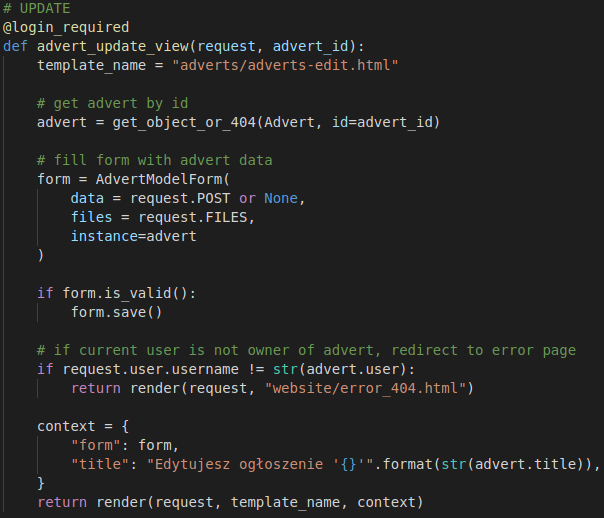 # UPDATE
@login_required
def advert_update_view(request, advert_id):
    template_name = "adverts/adverts-edit.html"
    # get advert by id
    advert = get_object_or_404(Advert, id=advert_id)
    # fill form with advert data
    form = AdvertModelForm(
        data = request.POST or None,
        files = request.FILES,
        instance=advert
    )
    if form.is_valid():
        form.save()
    # if current user is not owner of advert, redirect to error page
    if request.user.username != str(advert.user):
        return render(request, "website/error_404.html")
    context = {
        "form": form,
        "title": "Edytujesz ogłoszenie '{}'".format(str(advert.title)),
    }
    return render(request, template_name, context)